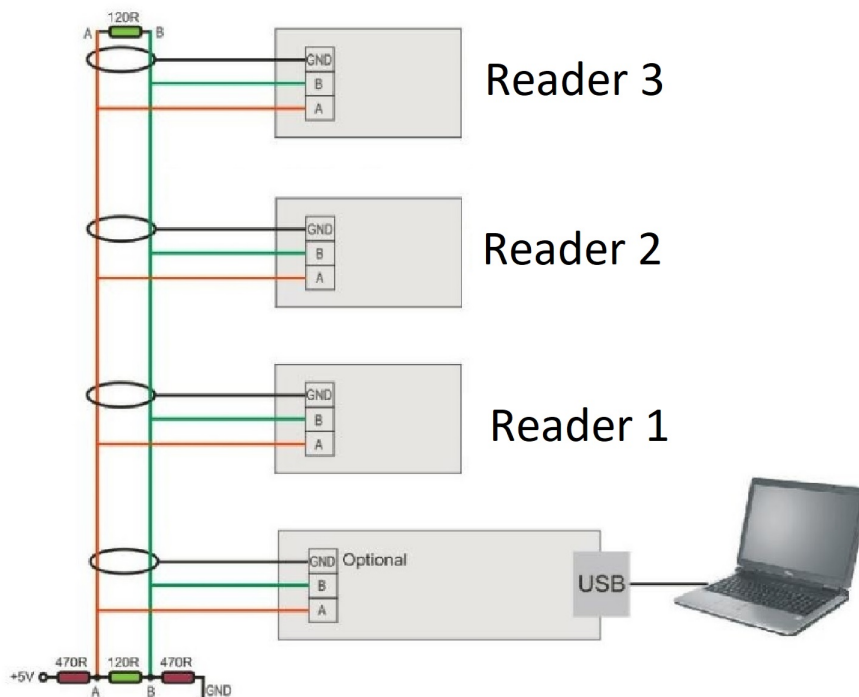 120R
A B
GND
B
A
Reader 3
GND
B
A
Reader 2
GND
B
A
Reader 1
GND Optional
B
A
USB
+5V 470R 120R 470R
A B GND